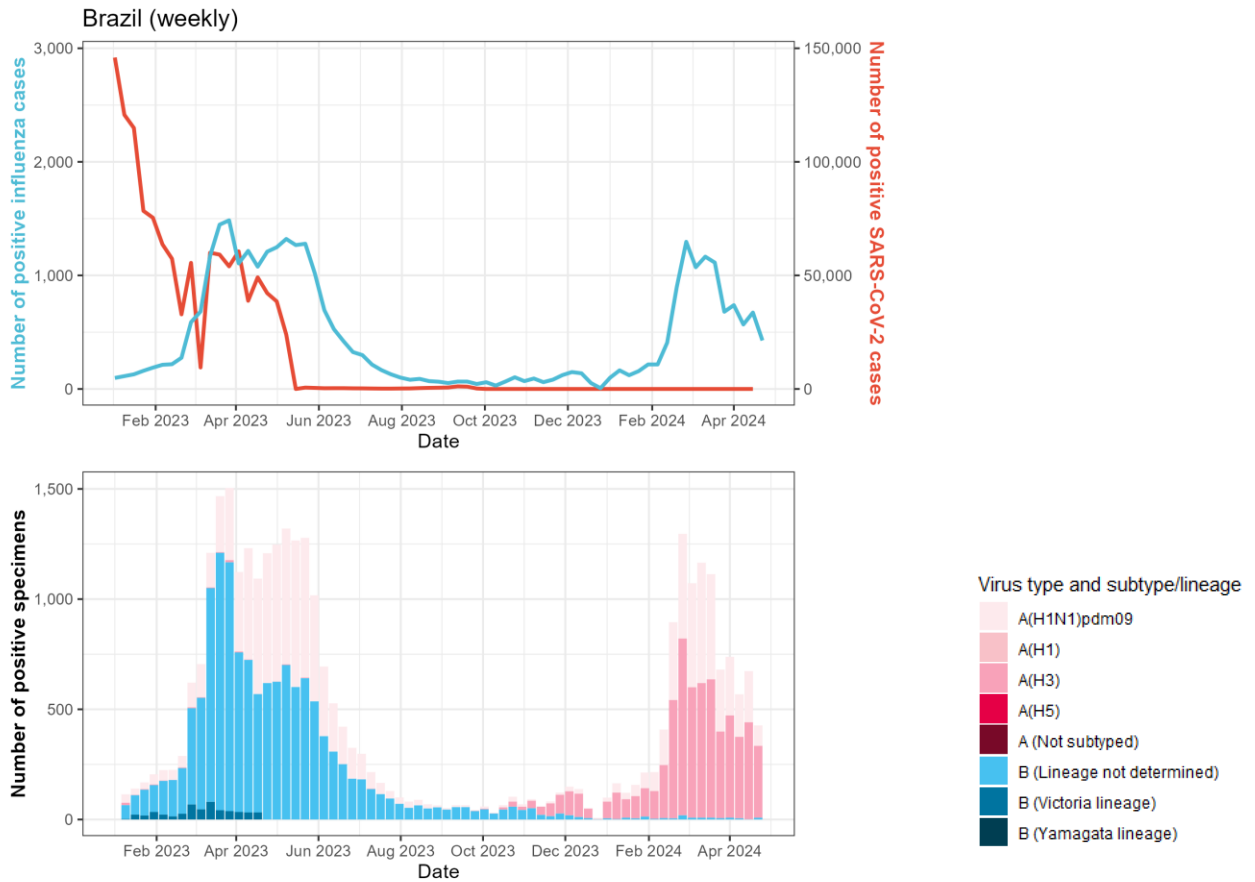 Brazil (weekly)
Number of positive influenza cases
3,000
2,000
1,000
0
150,000
100,000
50,000
0
Number of positive SARS-CoV-2 cases
Feb 2023 Apr 2023 Jun 2023 Aug 2023 Oct 2023 Dec 2023 Feb 2024 Apr 2024
Date
Number of positive specimens
1,500
1,000
500
0
Feb 2023 Apr 2023 Jun 2023 Aug 2023 Oct 2023 Dec 2023 Feb 2024 Apr 2024
Date
Virus type and subtype/lineage
A(H1N1)pdm09
A(H1)
A(H3)
A(H5)
A (Not subtyped)
B (Lineage not determined)
B (Victoria lineage)
B (Yamagata lineage)